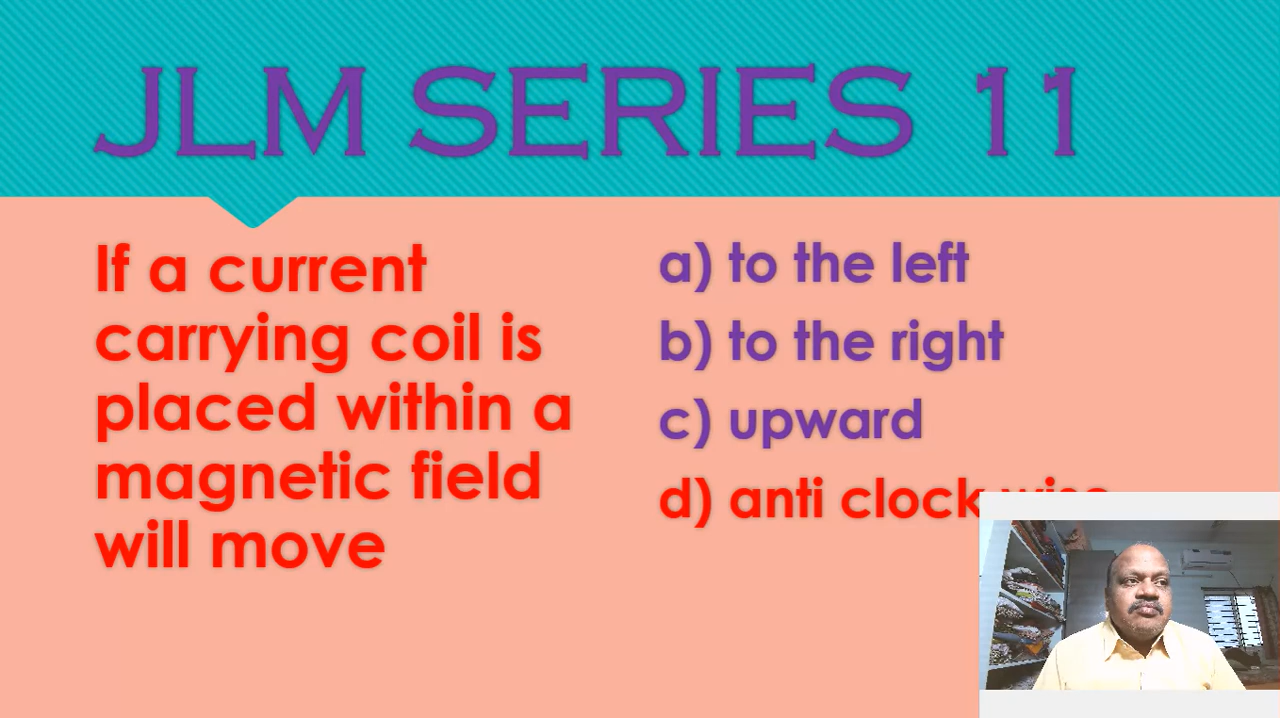 JLM SERIES 11
If a current
carrying coil is
placed within a
magnetic field
will move
a) to the left
b) to the right
c) upward
d) anti clock wise